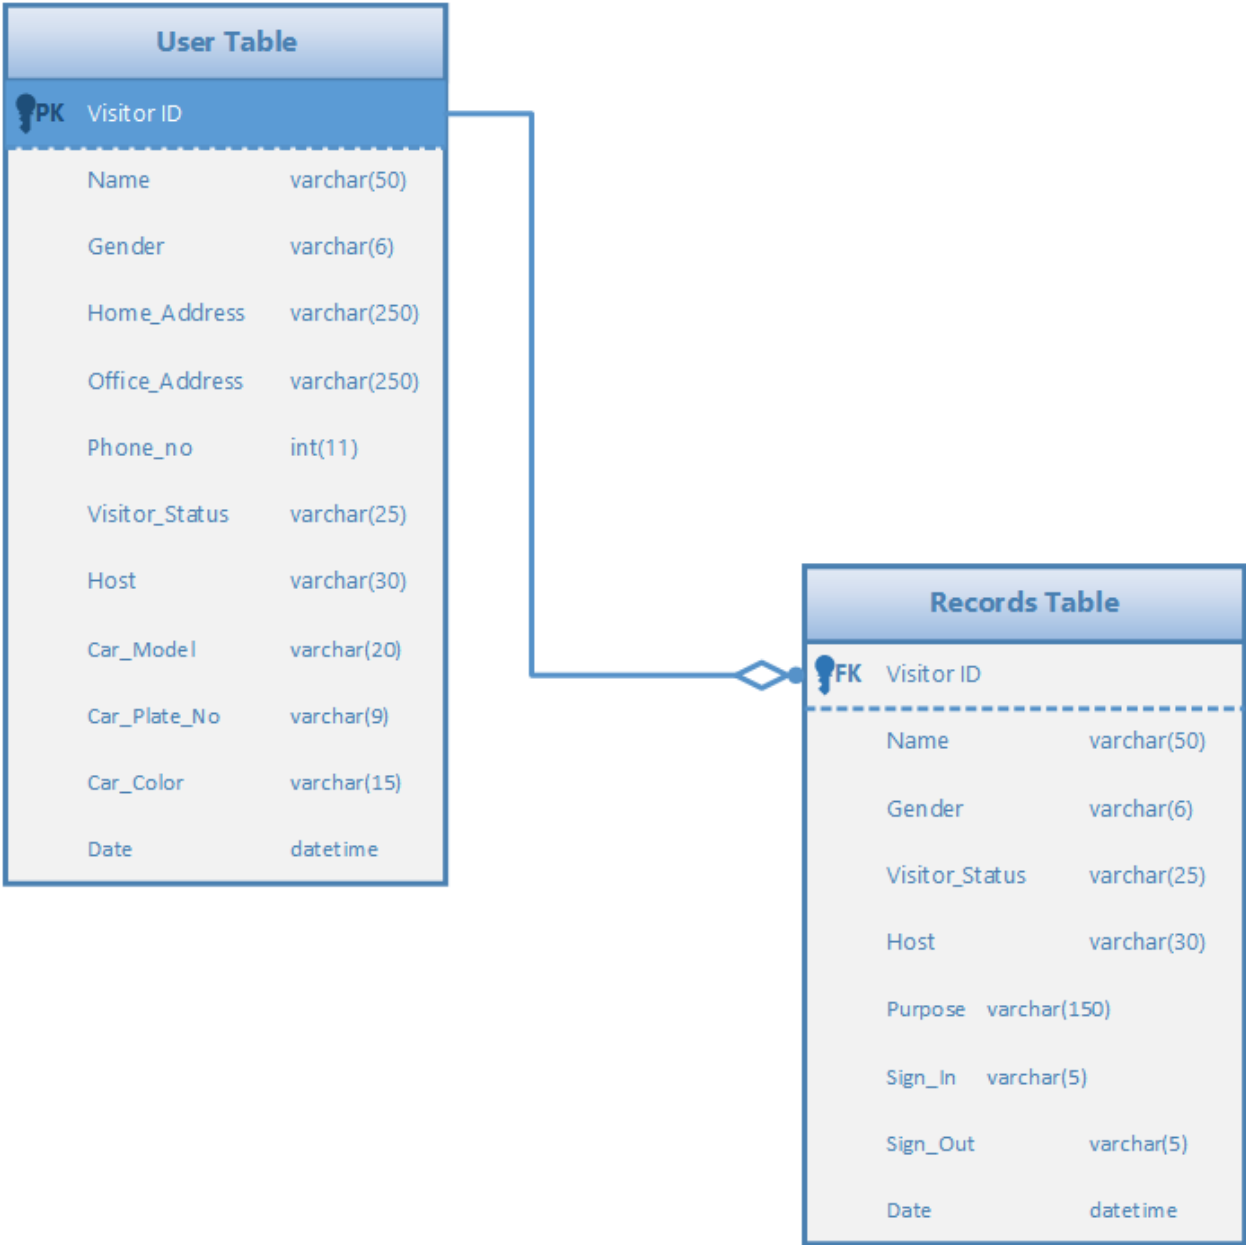 User Table
PK Visitor ID
Name varchar(50)
Gender varchar(6)
Home_Address varchar(250)
Office_Address varchar(250)
Phone_no int(11)
Visitor_Status varchar(25)
Host varchar(30)
Car_Model varchar(20)
Car_Plate_No varchar(9)
Car_Color varchar(15)
Date datetime
Records Table
FK Visitor ID
Name varchar(50)
Gender varchar(6)
Visitor_Status varchar(25)
Host varchar(30)
Purpose varchar(150)
Sign_In varchar(5)
Sign_Out varchar(5)
Date datetime